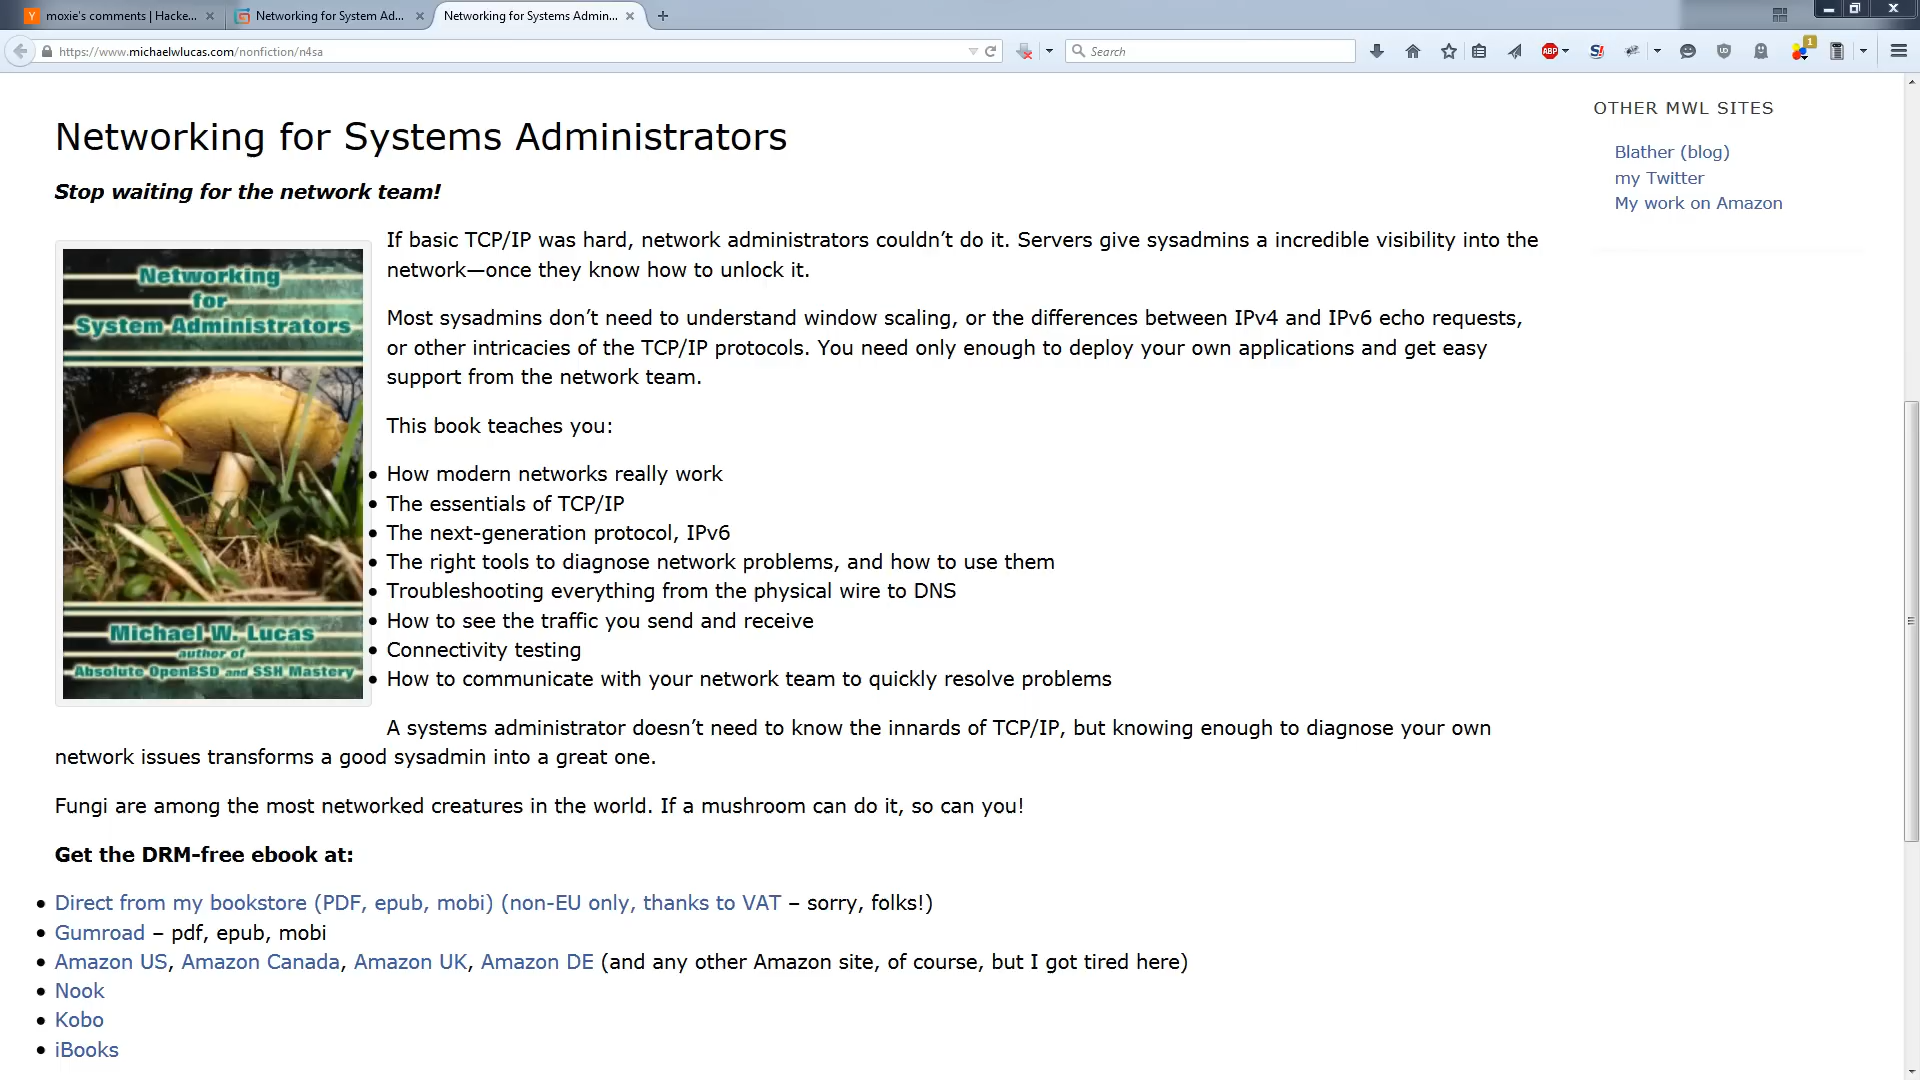 moxie's comments | Hacke...
Networking for System Ad...
Networking for Systems Admin...
https://www.michaelwlucas.com/nonfiction/n4sa
Search
ABP
S!
1
Networking for Systems Administrators
Stop waiting for the network team!
Networking
for
System Administrators
Michael W. Lucas
author of
Absolute OpenBSD and SSH Mastery
If basic TCP/IP was hard, network administrators couldn’t do it. Servers give sysadmins a incredible visibility into the
network—once they know how to unlock it.
Most sysadmins don’t need to understand window scaling, or the differences between IPv4 and IPv6 echo requests,
or other intricacies of the TCP/IP protocols. You need only enough to deploy your own applications and get easy
support from the network team.
This book teaches you:
• How modern networks really work
• The essentials of TCP/IP
• The next-generation protocol, IPv6
• The right tools to diagnose network problems, and how to use them
• Troubleshooting everything from the physical wire to DNS
• How to see the traffic you send and receive
• Connectivity testing
• How to communicate with your network team to quickly resolve problems
A systems administrator doesn’t need to know the innards of TCP/IP, but knowing enough to diagnose your own
network issues transforms a good sysadmin into a great one.
Fungi are among the most networked creatures in the world. If a mushroom can do it, so can you!
Get the DRM-free ebook at:
• Direct from my bookstore (PDF, epub, mobi) (non-EU only, thanks to VAT – sorry, folks!)
• Gumroad – pdf, epub, mobi
• Amazon US, Amazon Canada, Amazon UK, Amazon DE (and any other Amazon site, of course, but I got tired here)
• Nook
• Kobo
• iBooks
OTHER MWL SITES
Blather (blog)
my Twitter
My work on Amazon